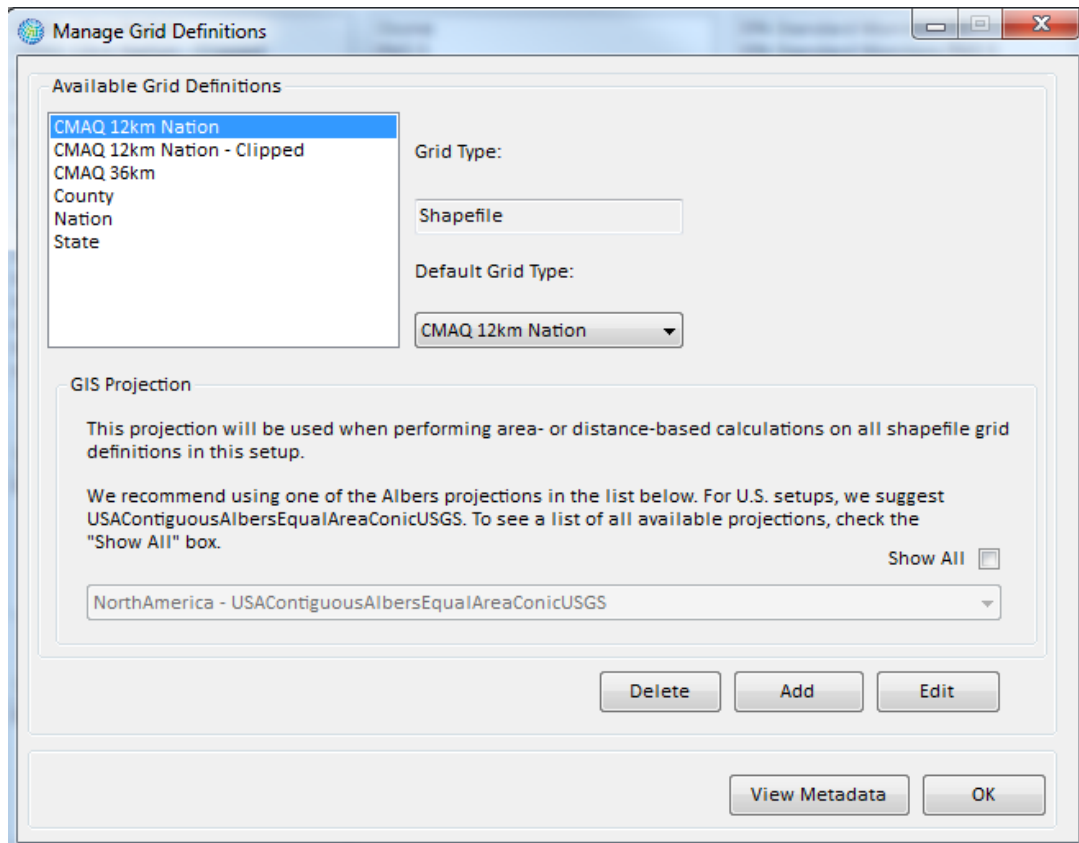 Manage Grid Definitions
Available Grid Definitions
CMAQ 12km Nation
CMAQ 12km Nation - Clipped
CMAQ 36km
County
Nation
State
Grid Type:
Shapefile
Default Grid Type:
CMAQ 12km Nation
GIS Projection
This projection will be used when performing area- or distance-based calculations on all shapefile grid
definitions in this setup.
We recommend using one of the Albers projections in the list below. For U.S. setups, we suggest
USAContiguousAlbersEqualAreaConicUSGS. To see a list of all available projections, check the
"Show All" box.
Show All
NorthAmerica - USAContiguousAlbersEqualAreaConicUSGS
Delete
Add
Edit
View Metadata
OK